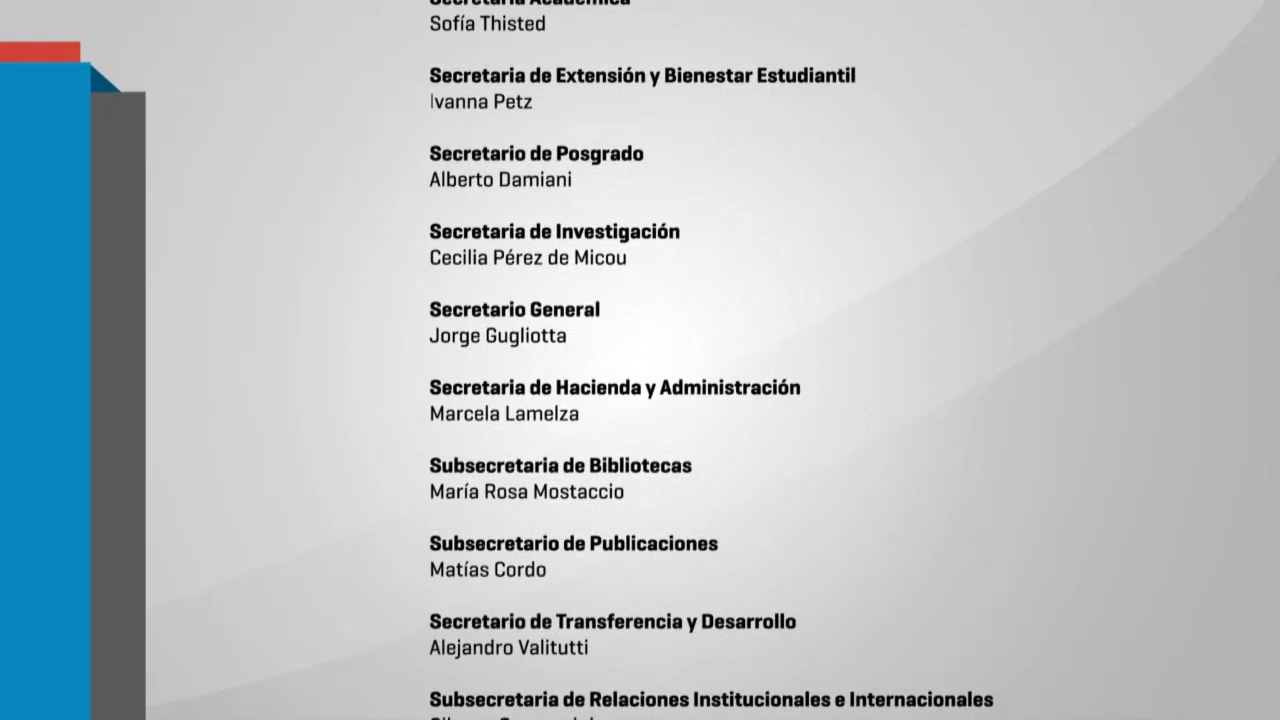 Secretaria Académica
Sofía Thisted
Secretaria de Extensión y Bienestar Estudiantil
Ivanna Petz
Secretario de Posgrado
Alberto Damiani
Secretaria de Investigación
Cecilia Pérez de Micou
Secretario General
Jorge Gugliotta
Secretaria de Hacienda y Administración
Marcela Lamelza
Subsecretaria de Bibliotecas
María Rosa Mostaccio
Subsecretario de Publicaciones
Matías Cordo
Secretario de Transferencia y Desarrollo
Alejandro Valitutti
Subsecretaria de Relaciones Institucionales e Internacionales